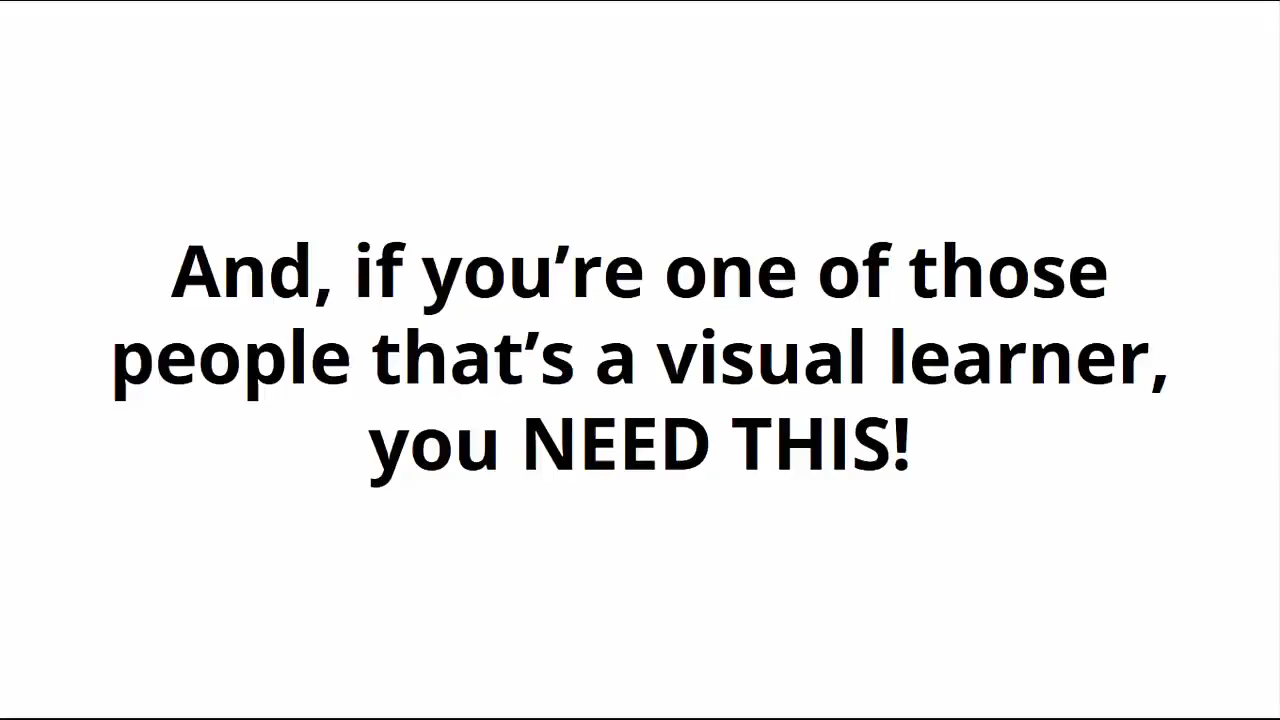 And, if you’re one of those
people that’s a visual learner,
you NEED THIS!